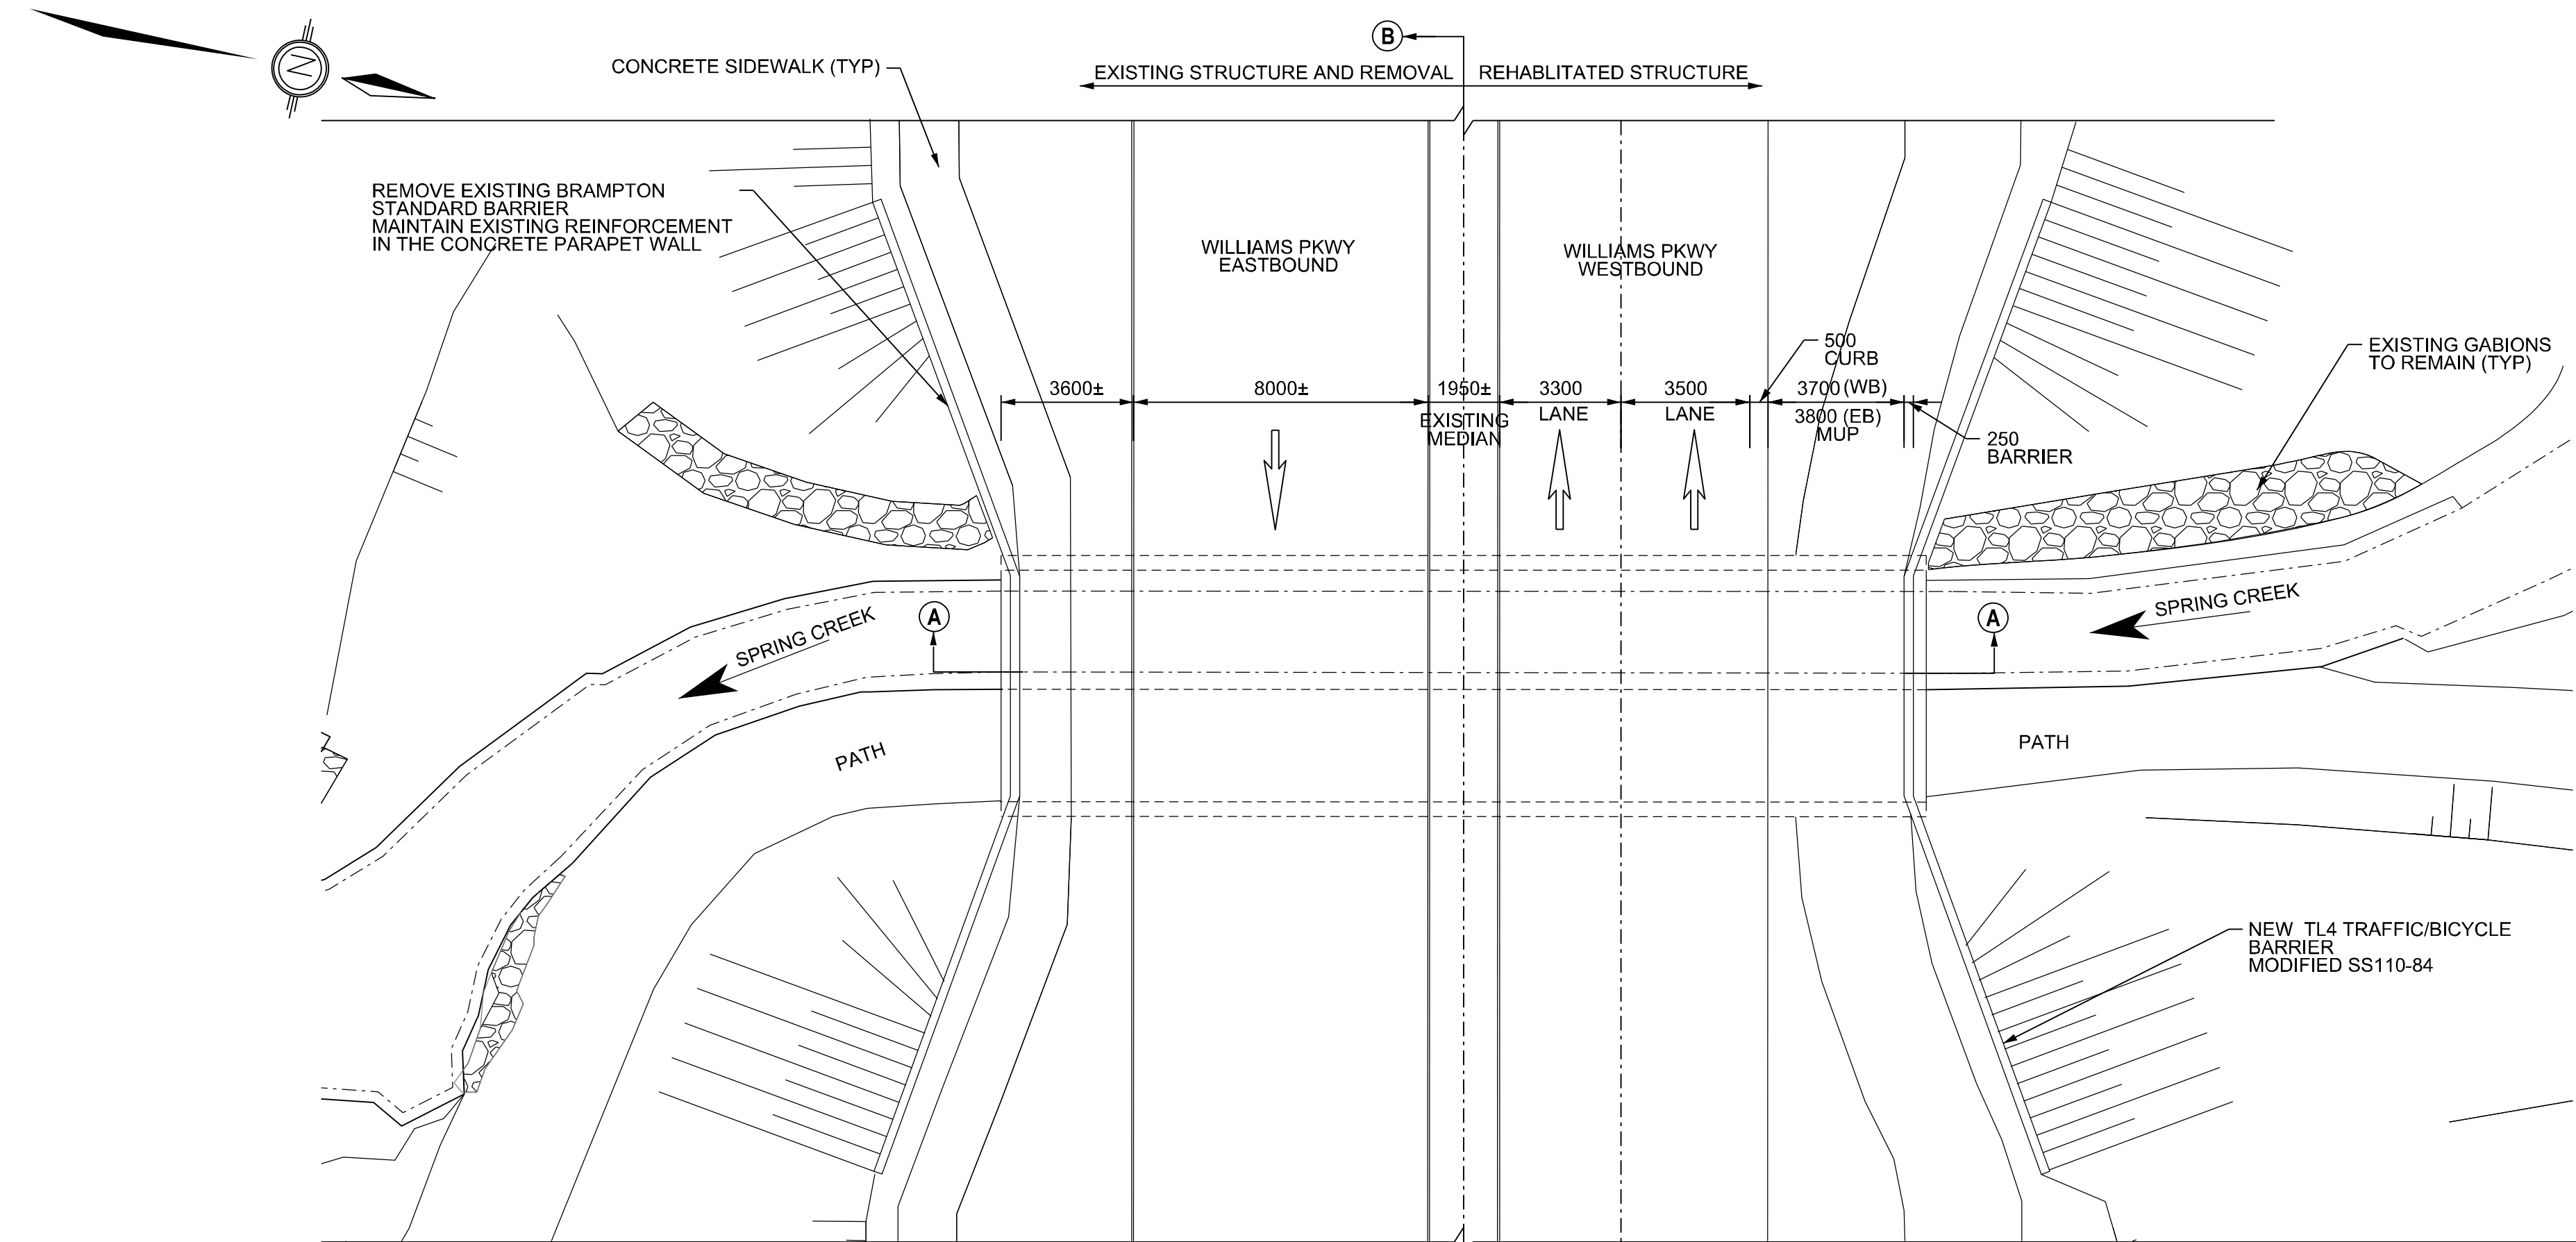 B
CONCRETE SIDEWALK (TYP)
EXISTING STRUCTURE AND REMOVAL
REHABLITATED STRUCTURE
N
REMOVE EXISTING BRAMPTON
STANDARD BARRIER
MAINTAIN EXISTING REINFORCEMENT
IN THE CONCRETE PARAPET WALL
WILLIAMS PKWY
EASTBOUND
WILLIAMS PKWY
WESTBOUND
500
CURB
EXISTING GABIONS
TO REMAIN (TYP)
3600±
8000±
1950±
EXISTING
MEDIAN
3300
LANE
3500
LANE
3700 (WB)
3800 (EB)
MUP
250
BARRIER
SPRING CREEK
A
A
SPRING CREEK
PATH
PATH
NEW TL4 TRAFFIC/BICYCLE
BARRIER
MODIFIED SS110-84